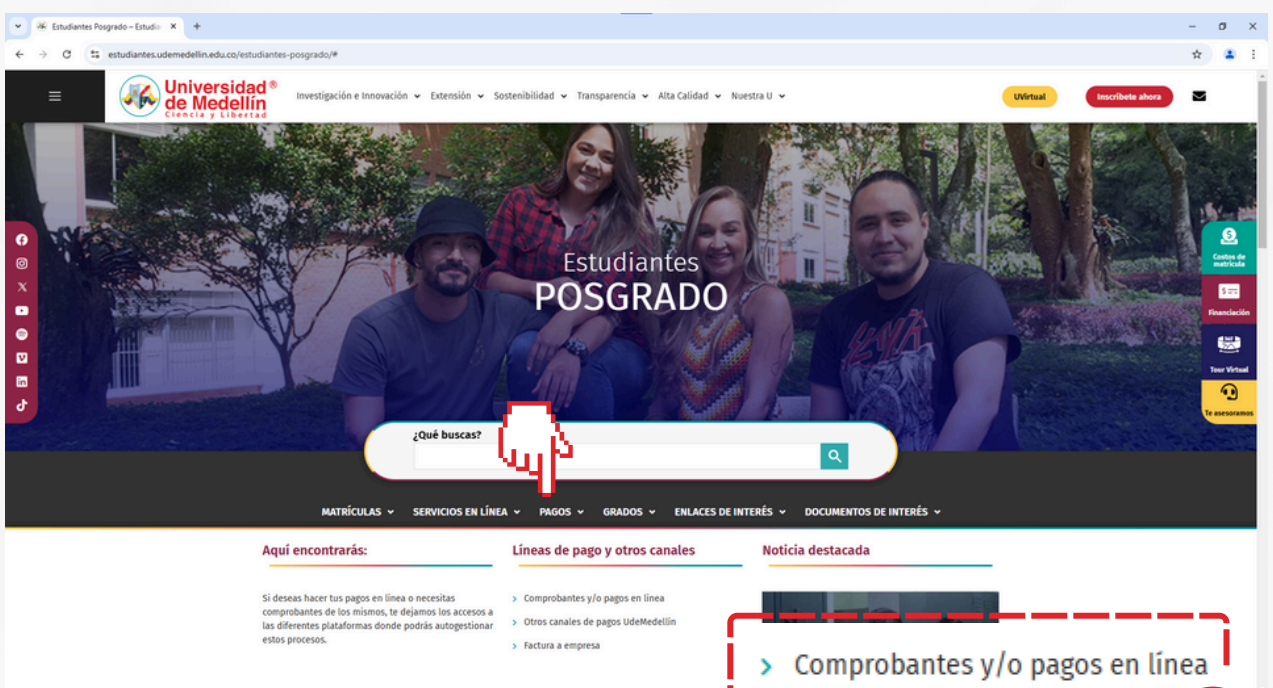 Estudiantes Posgrado – Estudia
estudiantes.udemedellin.edu.co/estudiantes-posgrado/#
Universidad®
de Medellín
Ciencia y Libertad
Investigación e Innovación Extensión Sostenibilidad Transparencia Alta Calidad Nuestra U
UVirtual
Inscríbete ahora
Costos de
matrícula
Financiación
Tour Virtual
Te asesoramos
Estudiantes
POSGRADO
¿Qué buscas?
MATRÍCULAS SERVICIOS EN LÍNEA PAGOS GRADOS ENLACES DE INTERÉS DOCUMENTOS DE INTERÉS
Aquí encontrarás:
Si deseas hacer tus pagos en línea o necesitas
comprobantes de los mismos, te dejamos los accesos a
las diferentes plataformas donde podrás autogestionar
estos procesos.
Líneas de pago y otros canales
Comprobantes y/o pagos en línea
Otros canales de pagos UdeMedellín
Factura a empresa
Noticia destacada
Comprobantes y/o pagos en línea